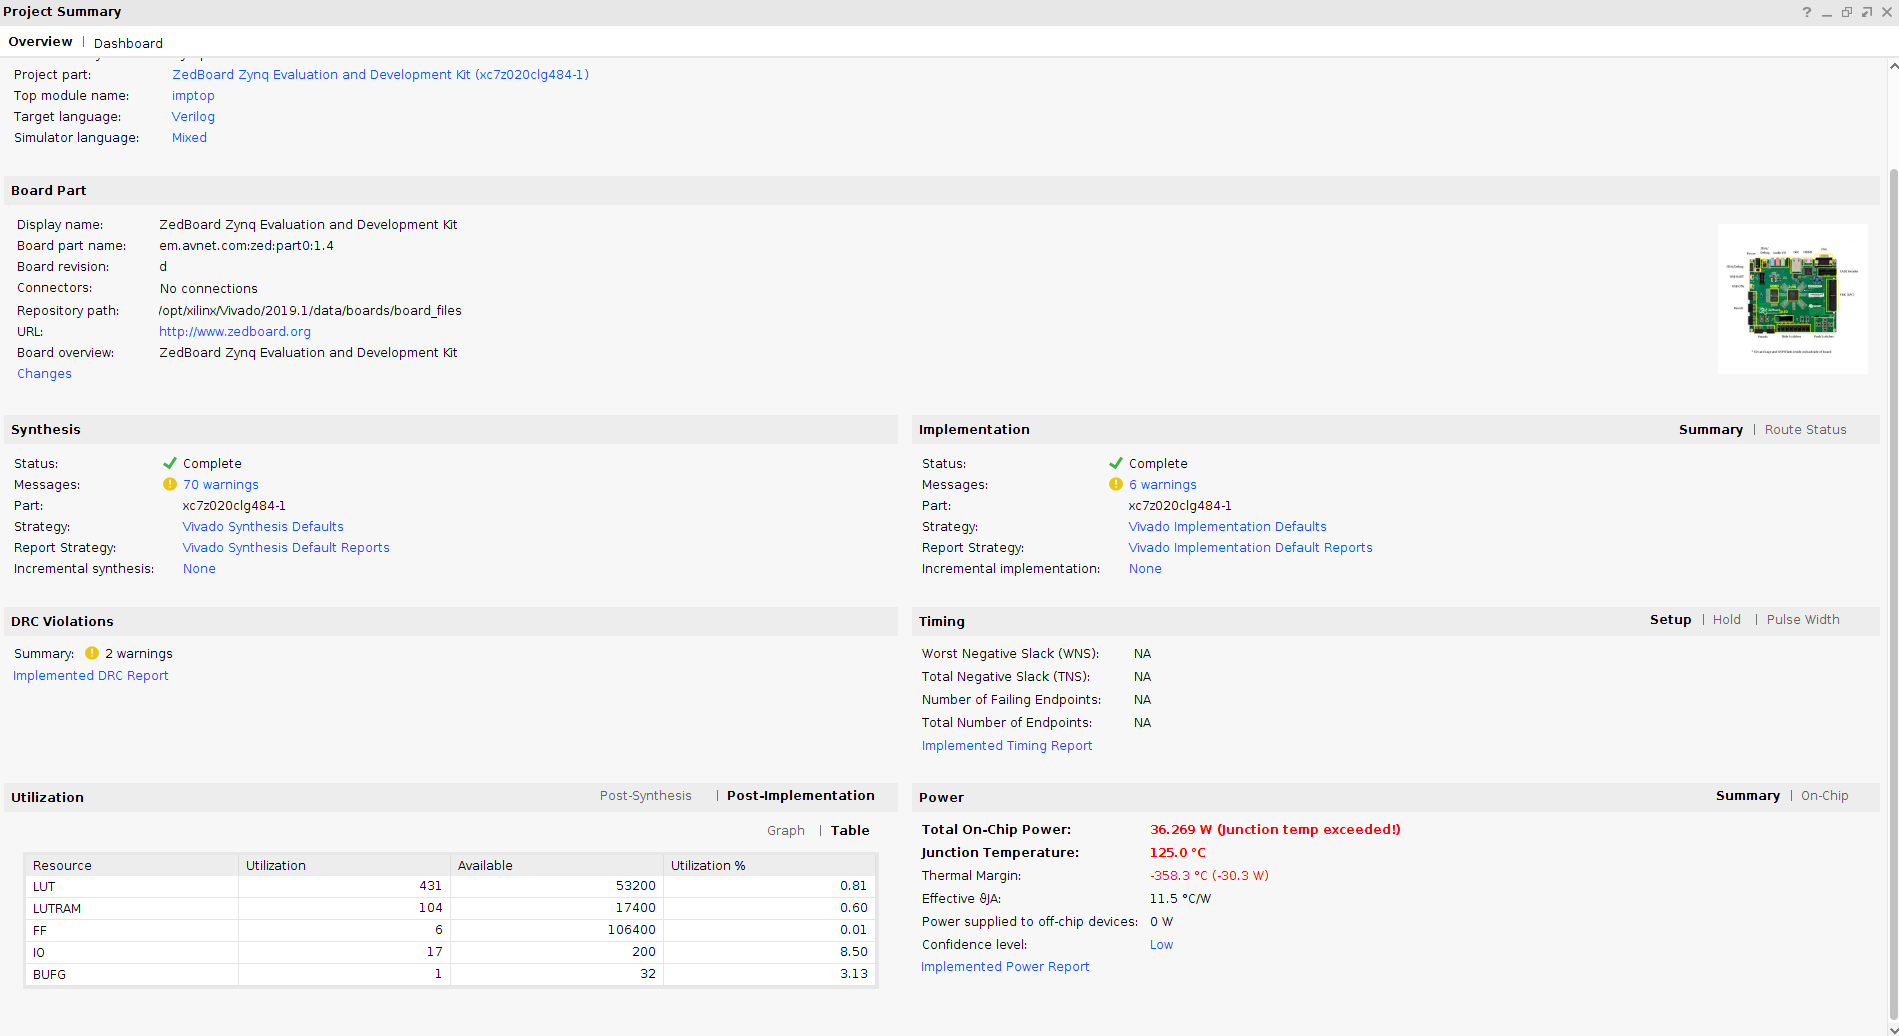 Project Summary
? _
Overview | Dashboard
Project part: ZedBoard Zynq Evaluation and Development Kit (xc7z020clg484-1)
Top module name: imptop
Target language: Verilog
Simulator language: Mixed
Board Part
Display name: ZedBoard Zynq Evaluation and Development Kit
Board part name: em.avnet.com:zed:part0:1.4
Board revision: d
Connectors: No connections
Repository path: /opt/xilinx/Vivado/2019.1/data/boards/board_files
URL: http://www.zedboard.org
Board overview: ZedBoard Zynq Evaluation and Development Kit
Changes
Synthesis
Status: Complete
Messages: 70 warnings
Part: xc7z020clg484-1
Strategy: Vivado Synthesis Defaults
Report Strategy: Vivado Synthesis Default Reports
Incremental synthesis: None
Implementation Summary | Route Status
Status: Complete
Messages: 6 warnings
Part: xc7z020clg484-1
Strategy: Vivado Implementation Defaults
Report Strategy: Vivado Implementation Default Reports
Incremental implementation: None
DRC Violations
Summary: 2 warnings
Implemented DRC Report
Timing Setup | Hold | Pulse Width
Worst Negative Slack (WNS): NA
Total Negative Slack (TNS): NA
Number of Failing Endpoints: NA
Total Number of Endpoints: NA
Implemented Timing Report
Utilization Post-Synthesis | Post-Implementation
Graph | Table
Resource Utilization Available Utilization %
LUT 431 53200 0.81
LUTRAM 104 17400 0.60
FF 6 106400 0.01
IO 17 200 8.50
BUFG 1 32 3.13
Power Summary | On-Chip
Total On-Chip Power: 36.269 W (Junction temp exceeded!)
Junction Temperature: 125.0 °C
Thermal Margin: -358.3 °C (-30.3 W)
Effective ϑJA: 11.5 °C/W
Power supplied to off-chip devices: 0 W
Confidence level: Low
Implemented Power Report